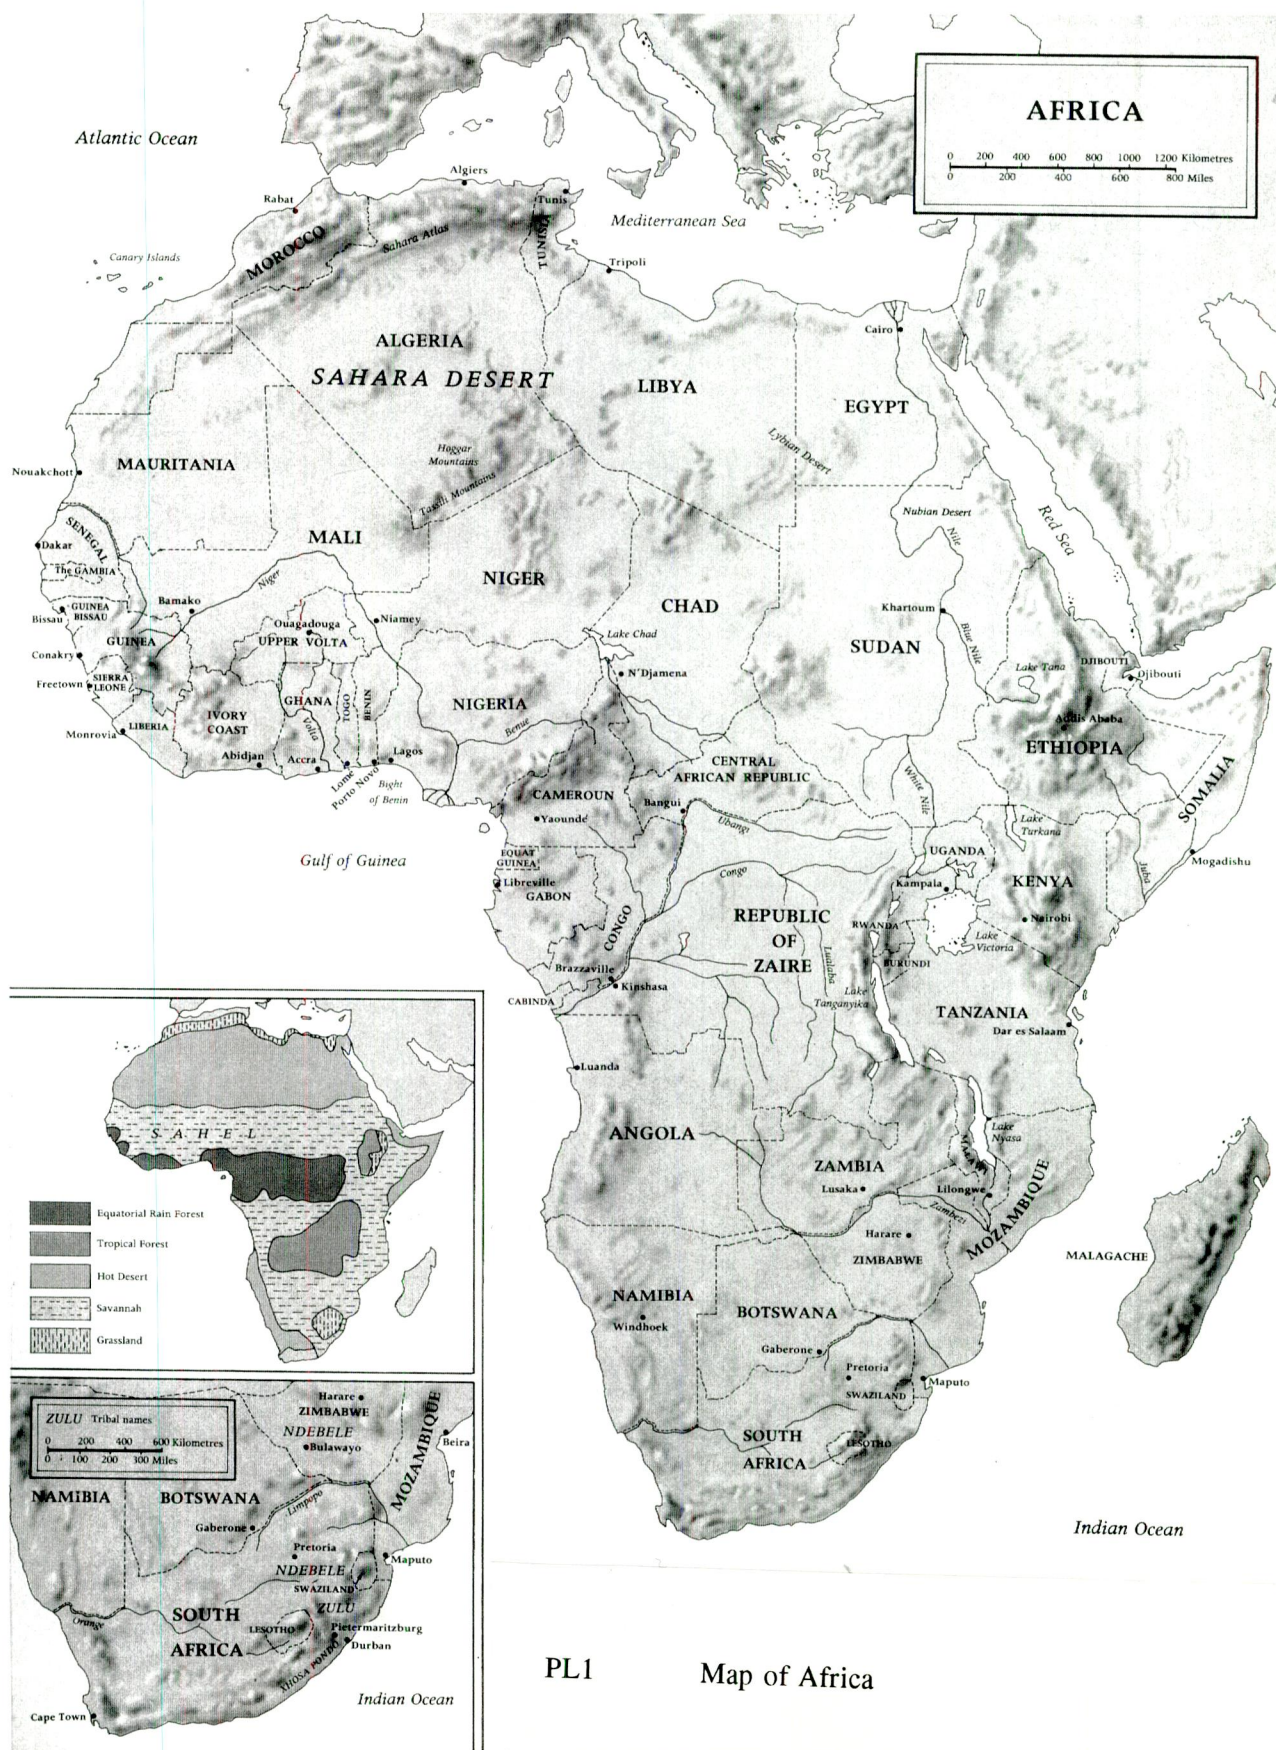 AFRICA
0 200 400 600 800 1000 1200 Kilometres
0 200 400 600 800 Miles
Atlantic Ocean
Algiers
Rabat
Tunis
Mediterranean Sea
MOROCCO
Sahara Atlas
TUNISIA
Canary Islands
Tripoli
Cairo
ALGERIA
SAHARA DESERT
LIBYA
EGYPT
Lybian Desert
Hoggar
Mountains
Tassili Mountains
MAURITANIA
Nouakchott
Nubian Desert
Nile
Red Sea
SENEGAL
Dakar
The GAMBIA
MALI
NIGER
CHAD
Niger
Bamako
GUINEA
BISSAU
Bissau
Ouagadouga
UPPER VOLTA
Niamey
Khartoum
SUDAN
Blue Nile
Lake Chad
N'Djamena
GUINEA
Conakry
SIERRA
LEONE
Freetown
Lake Tana
DJIBOUTI
Djibouti
GHANA
TOGO
BENIN
NIGERIA
Benue
IVORY
COAST
Volta
LIBERIA
Monrovia
Addis Ababa
ETHIOPIA
Abidjan
Accra
Lome
Porto Novo
Lagos
Bight
of Benin
CENTRAL
AFRICAN REPUBLIC
White Nile
SOMALIA
CAMEROUN
Bangui
Yaounde
Ubangi
Lake
Turkana
Gulf of Guinea
EQUAT
GUINEA
Libreville
GABON
CONGO
Congo
UGANDA
Kampala
KENYA
Juba
Mogadishu
REPUBLIC
OF
ZAIRE
RWANDA
Nairobi
Lake
Victoria
Lualaba
BURUNDI
Brazzaville
Kinshasa
CABINDA
Lake
Tanganyika
TANZANIA
Dar es Salaam
Luanda
Lake
Nyasa
ANGOLA
MALAWI
ZAMBIA
Lusaka
Lilongwe
Zambezi
MOZAMBIQUE
Harare
ZIMBABWE
MALAGACHE
NAMIBIA
Windhoek
BOTSWANA
Gaberone
Pretoria
SWAZILAND
Maputo
SOUTH
AFRICA
LESOTHO
Indian Ocean
SAHEL
Equatorial Rain Forest
Tropical Forest
Hot Desert
Savannah
Grassland
ZULU Tribal names
0 200 400 600 Kilometres
0 100 200 300 Miles
Harare
ZIMBABWE
NDEBELE
Bulawayo
MOZAMBIQUE
Beira
NAMIBIA
BOTSWANA
Limpopo
Gaberone
Pretoria
Maputo
NDEBELE
SWAZILAND
ZULU
Orange
SOUTH
AFRICA
LESOTHO
Pietermaritzburg
Durban
XHOSA PONDO
Indian Ocean
Cape Town
PL1 Map of Africa